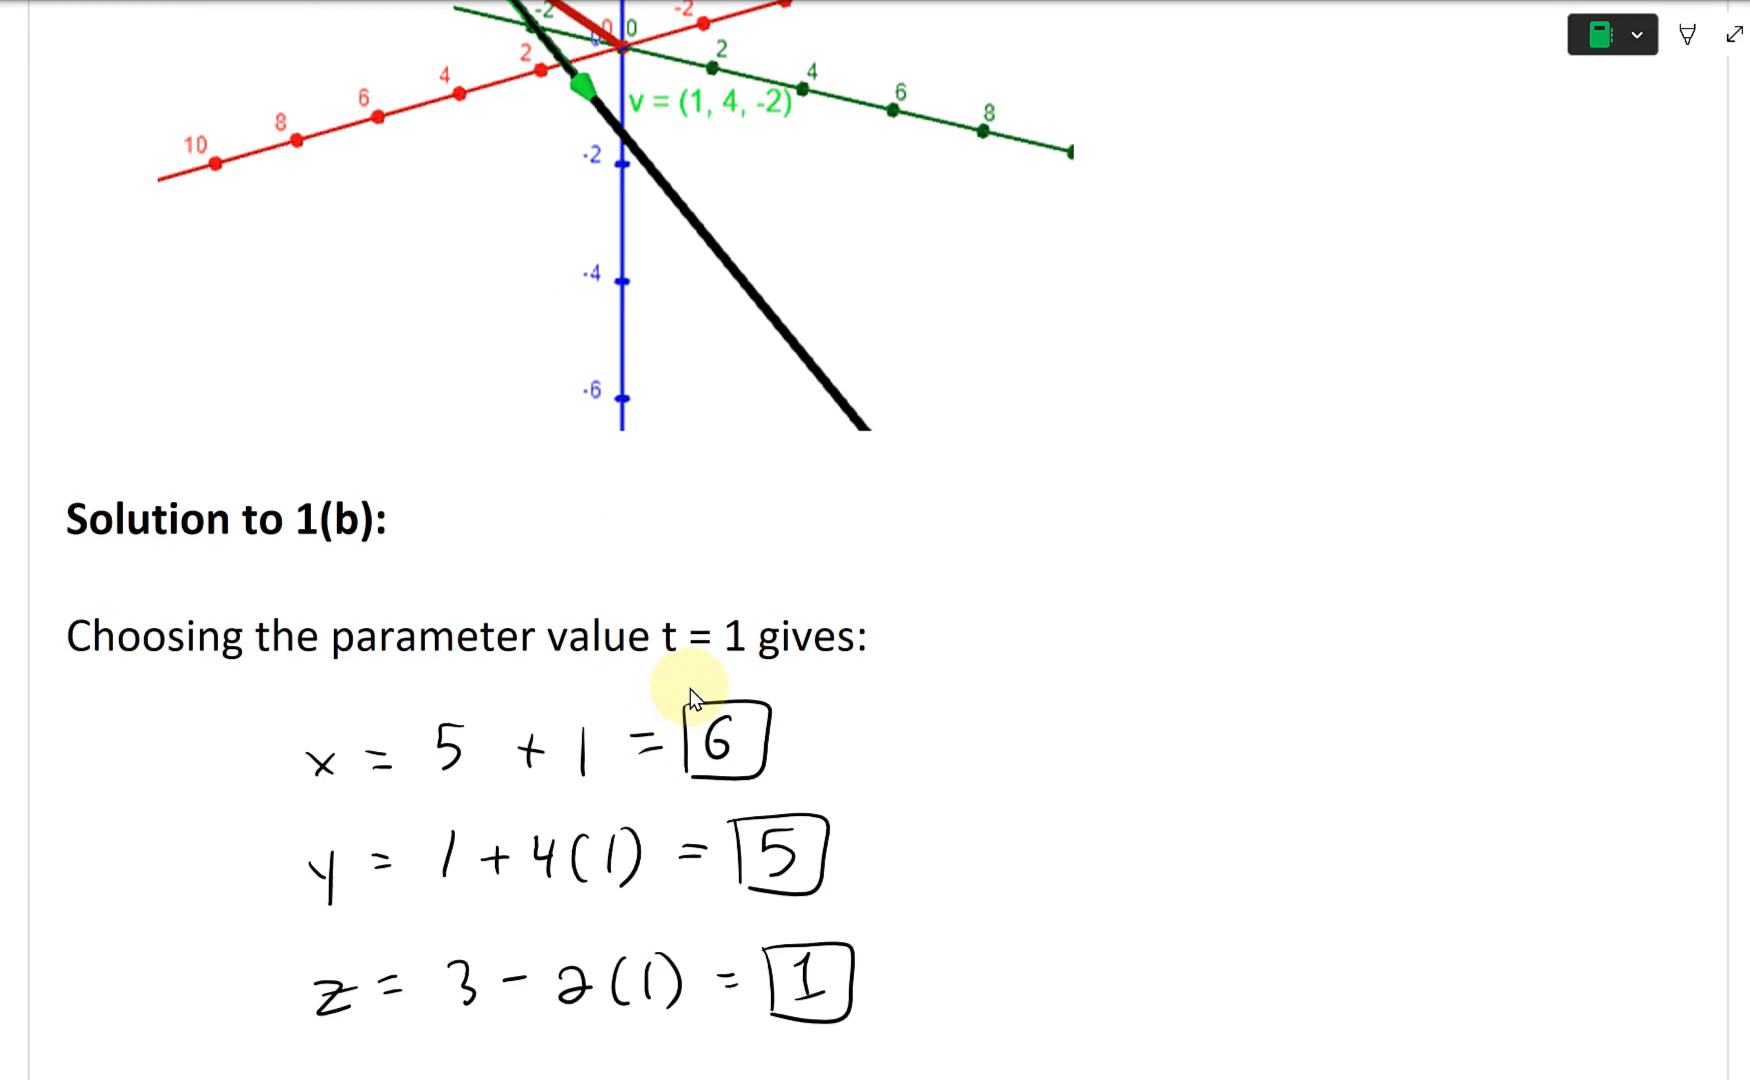 -2 0 0 -2
2 2
4 4
6 6
8 8
10
v = (1, 4, -2)
-2
-4
-6
Solution to 1(b):
Choosing the parameter value t = 1 gives:
x = 5 + 1 = 6
y = 1 + 4(1) = 5
z = 3 - 2(1) = 1